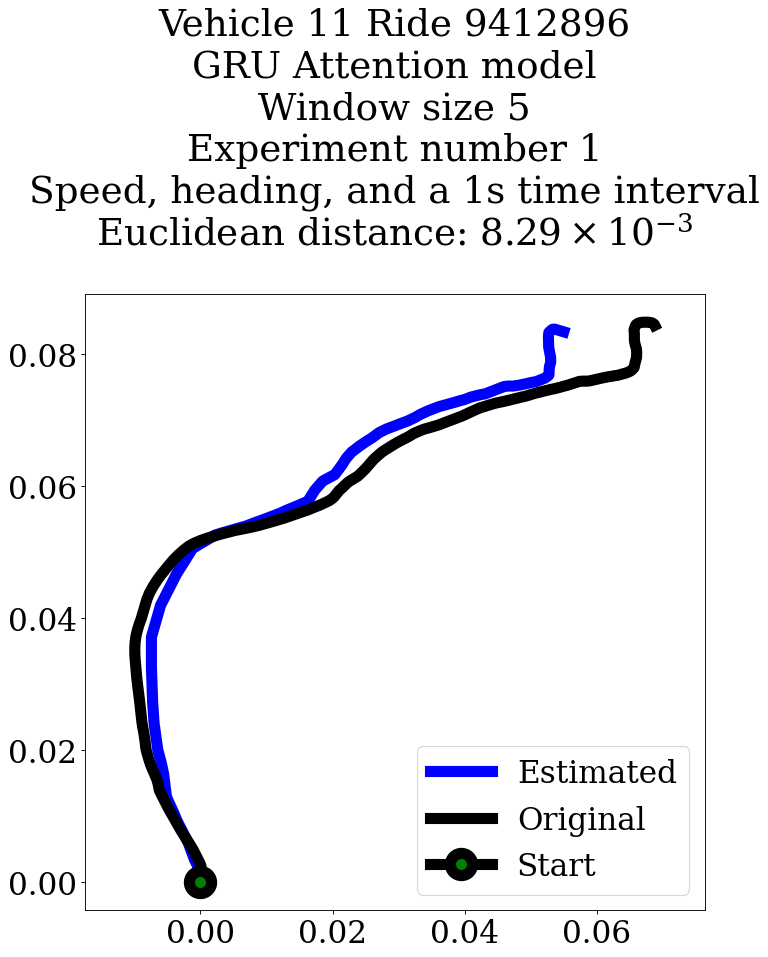 Vehicle 11 Ride 9412896
GRU Attention model
Window size 5
Experiment number 1
Speed, heading, and a 1s time interval
Euclidean distance: 8.29 × 10⁻³
0.08
0.06
0.04
0.02
0.00
Estimated
Original
Start
0.00 0.02 0.04 0.06